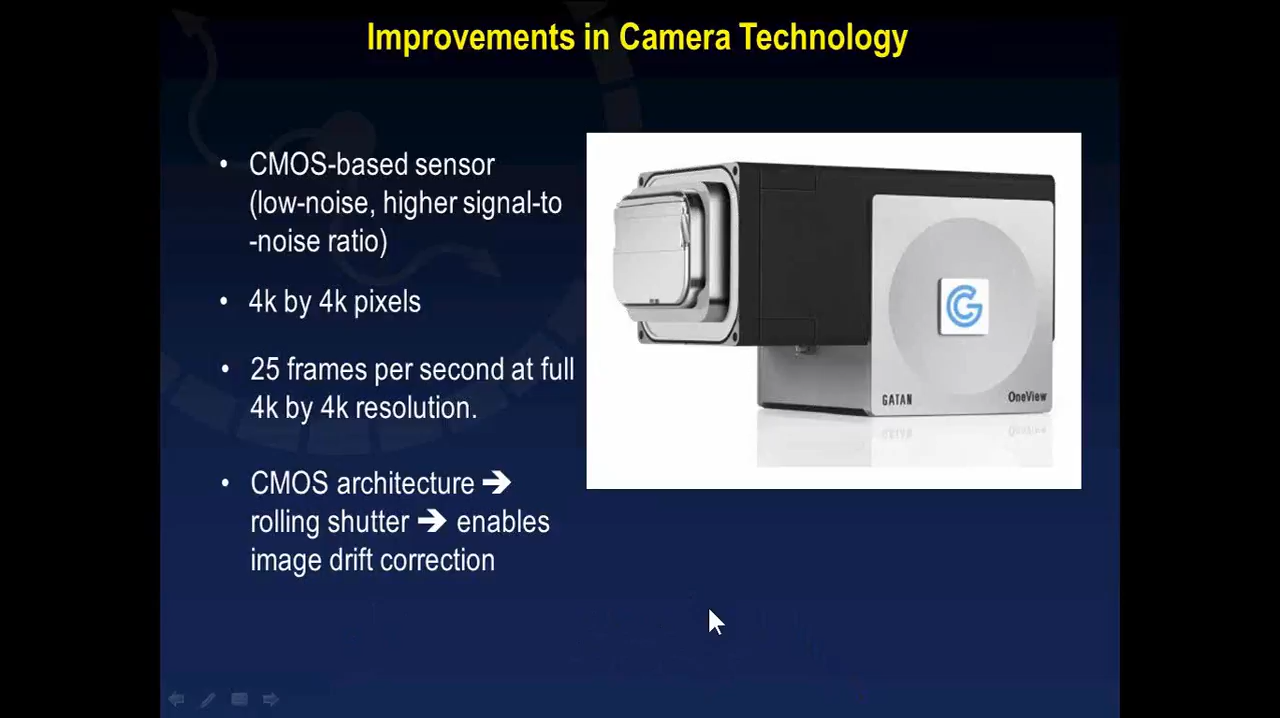 Improvements in Camera Technology
• CMOS-based sensor
(low-noise, higher signal-to
-noise ratio)
• 4k by 4k pixels
• 25 frames per second at full
4k by 4k resolution.
• CMOS architecture ➔
rolling shutter ➔ enables
image drift correction
GATAN OneView